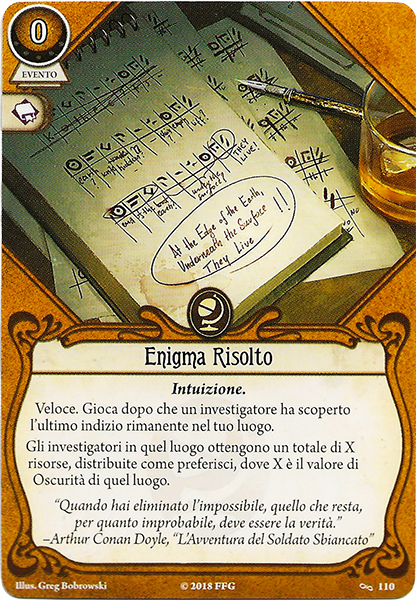 0
EVENTO
THEY
LIVE!
At the Edge of the Earth,
Underneath the Surface
They Live
!!
Enigma Risolto
Intuizione.
Veloce. Gioca dopo che un investigatore ha scoperto
l'ultimo indizio rimanente nel tuo luogo.
Gli investigatori in quel luogo ottengono un totale di X
risorse, distribuite come preferisci, dove X è il valore di
Oscurità di quel luogo.
“Quando hai eliminato l'impossibile, quello che resta,
per quanto improbabile, deve essere la verità.”
–Arthur Conan Doyle, “L'Avventura del Soldato Sbiancato”
Illus. Greg Bobrowski
© 2018 FFG
110